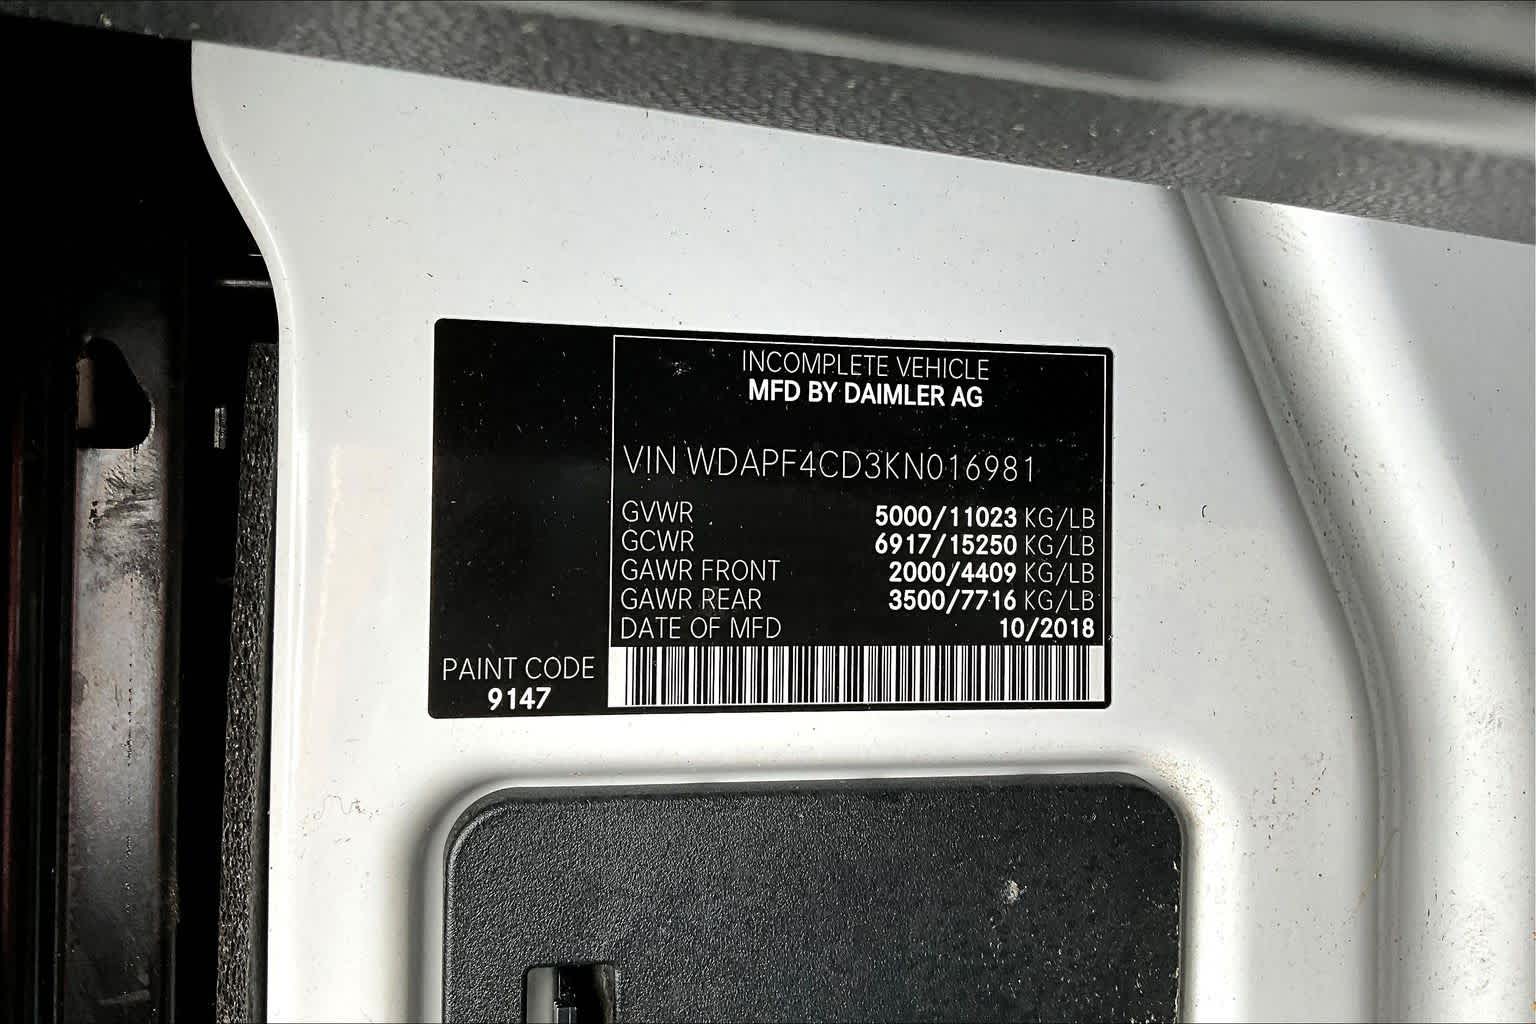 INCOMPLETE VEHICLE
MFD BY DAIMLER AG
VIN WDAPF4CD3KN016981
GVWR 5000/11023 KG/LB
GCWR 6917/15250 KG/LB
GAWR FRONT 2000/4409 KG/LB
GAWR REAR 3500/7716 KG/LB
DATE OF MFD 10/2018
PAINT CODE
9147